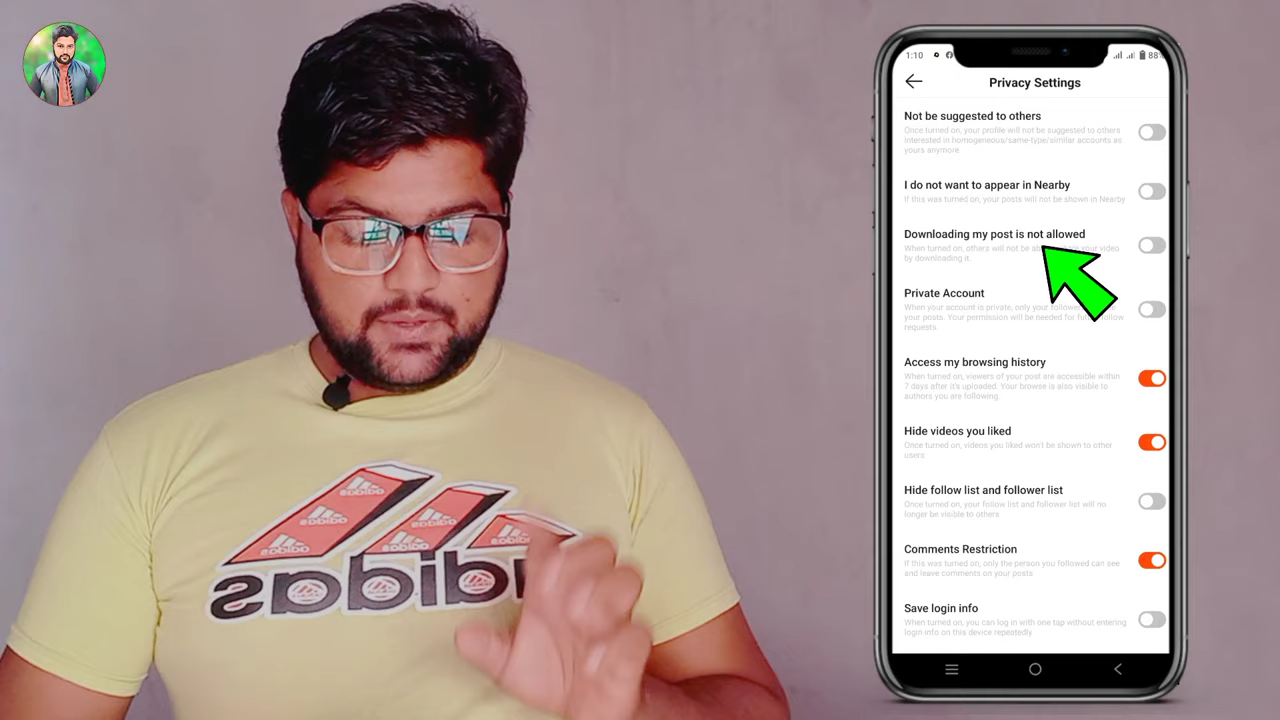 1:10
88%
Privacy Settings
Not be suggested to others
Once turned on, your profile will not be suggested to others
interested in homogeneous/same-type/similar accounts as
yours anymore
I do not want to appear in Nearby
If this was turned on, your posts will not be shown in Nearby
Downloading my post is not allowed
When turned on, others will not be your video
by downloading it.
Private Account
When your account is private, only your
your posts. Your permission will be needed for follow
requests.
Access my browsing history
When turned on, viewers of your post are accessible within
7 days after it's uploaded. Your browse is also visible to
authors you are following.
Hide videos you liked
Once turned on, videos you liked won't be shown to other
users
Hide follow list and follower list
Once turned on, your follow list and follower list will no
longer be visible to others
Comments Restriction
If this was turned on, only the person you followed can see
and leave comments on your posts
Save login info
When turned on, you can log in with one tap without entering
login info on this device repeatedly
adidas
adidas
adidas
adidas
adidas
adidas